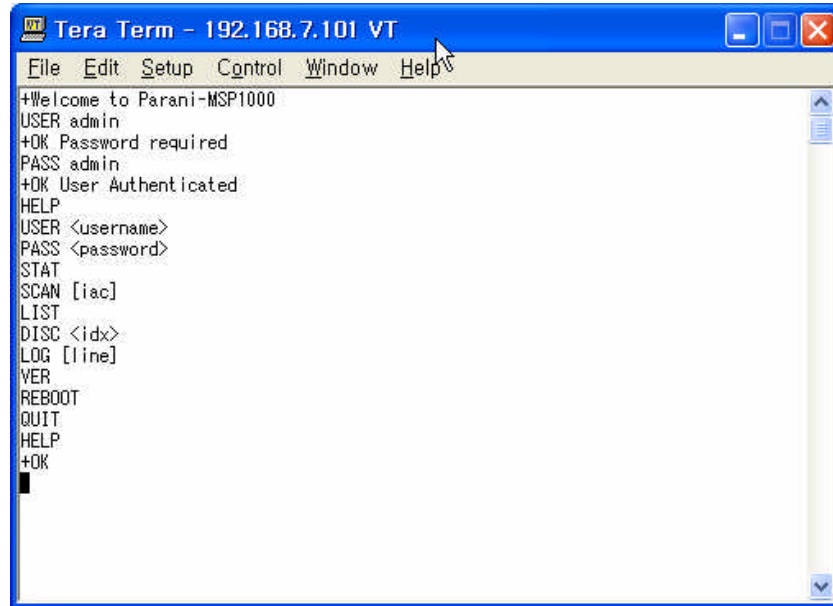 Tera Term - 192.168.7.101 VT
File Edit Setup Control Window Help
+Welcome to Parani-MSP1000
USER admin
+OK Password required
PASS admin
+OK User Authenticated
HELP
USER <username>
PASS <password>
STAT
SCAN [iac]
LIST
DISC <idx>
LOG [line]
VER
REBOOT
QUIT
HELP
+OK